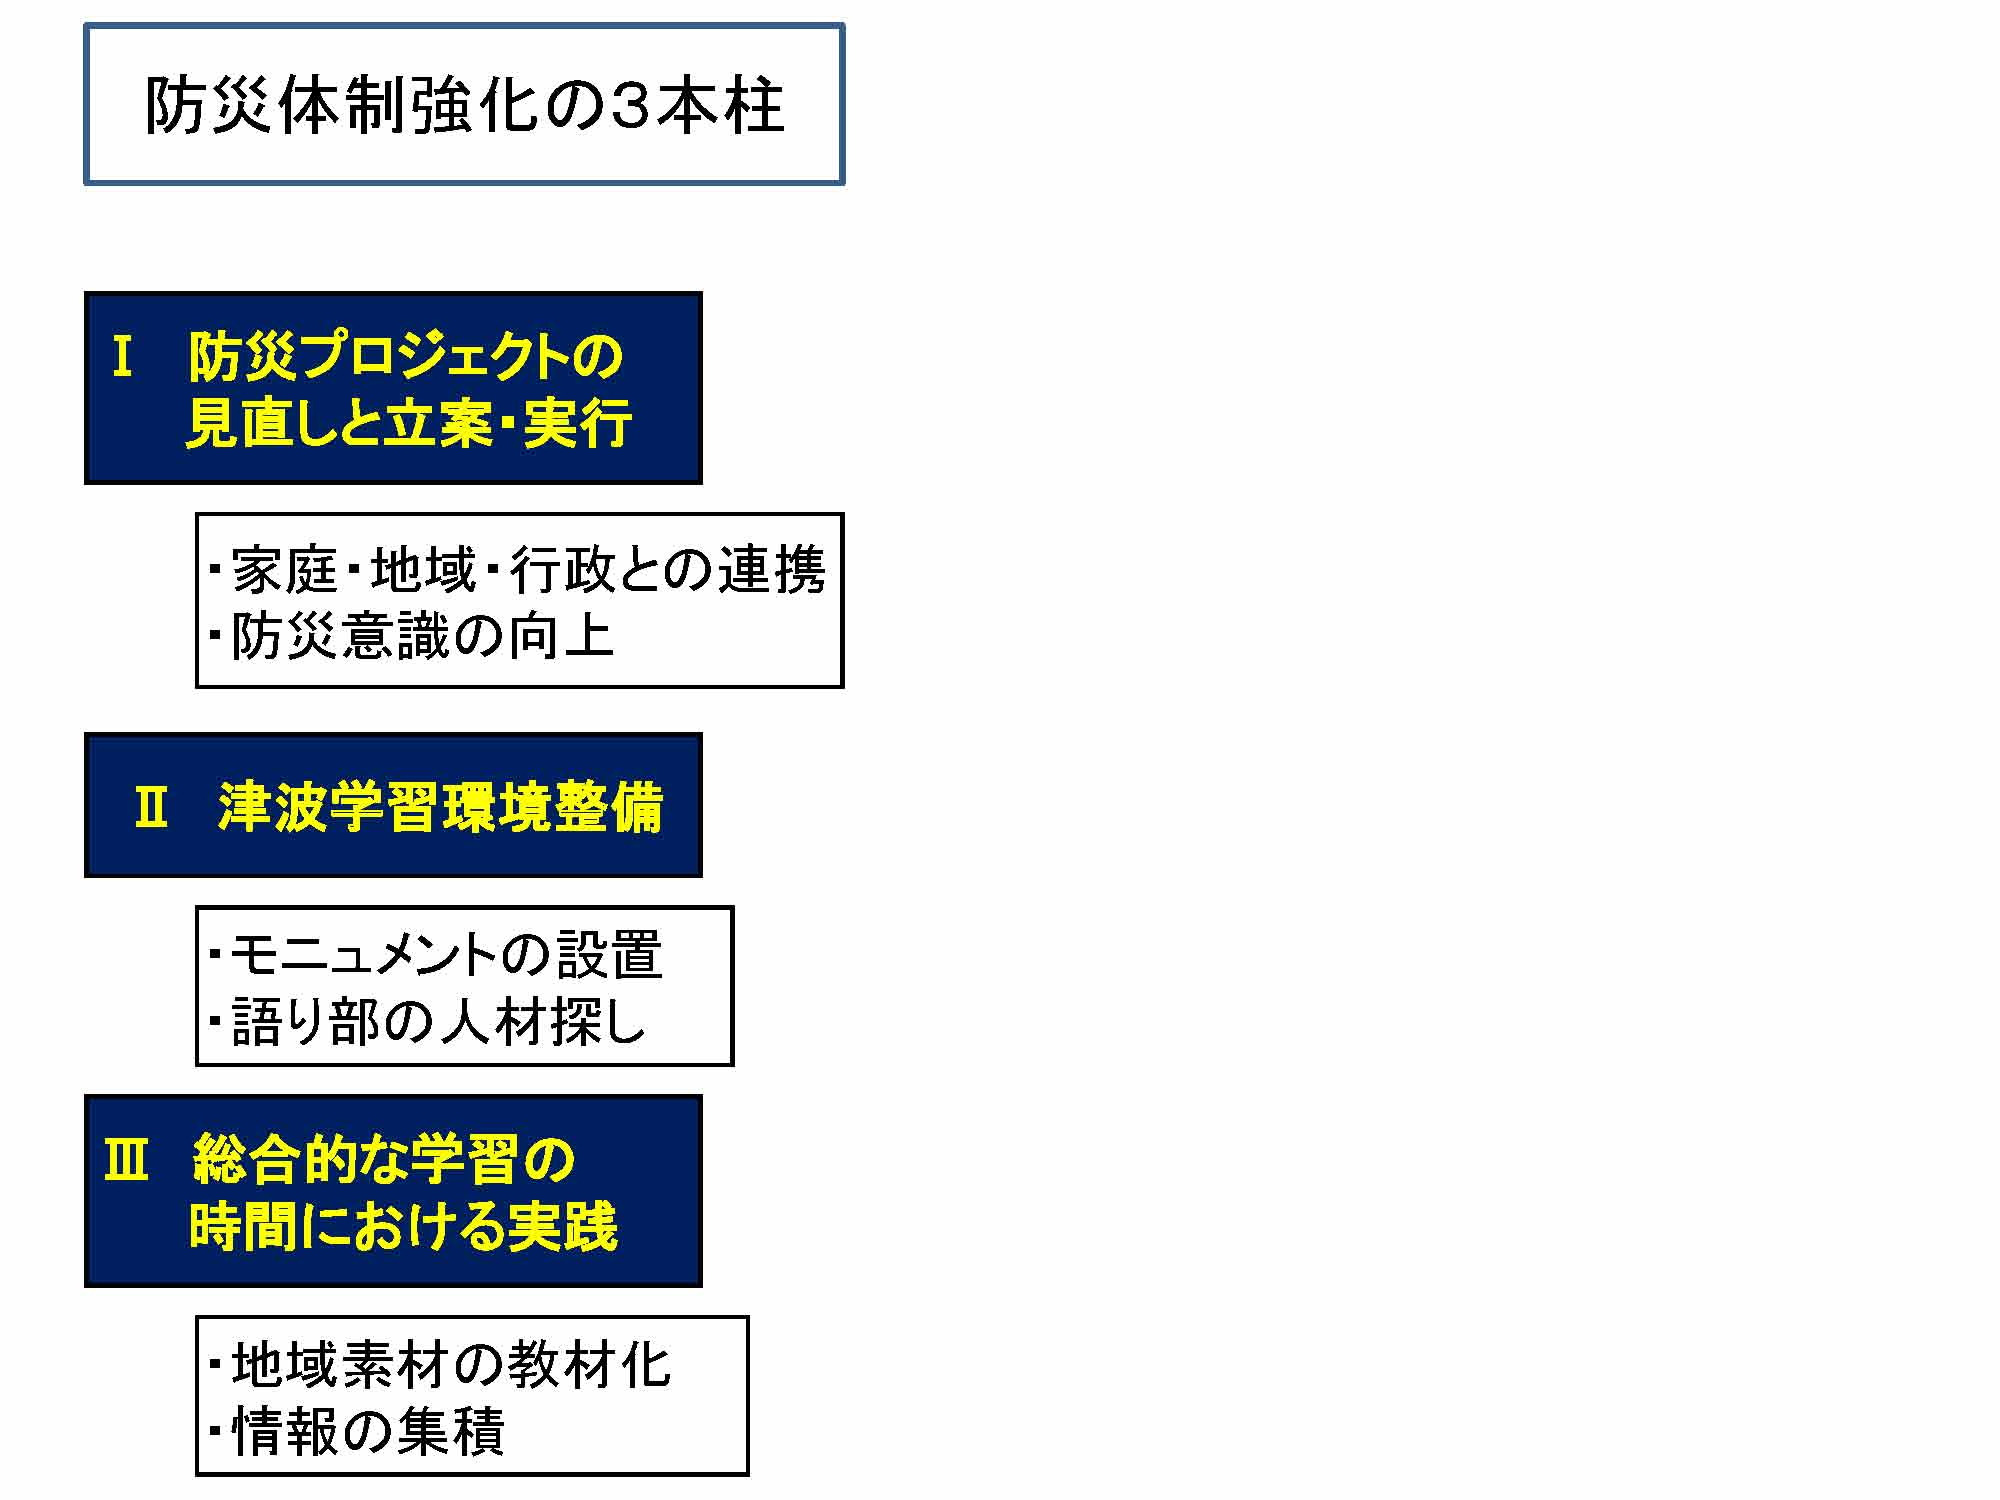 防災体制強化の３本柱
Ⅰ　防災プロジェクトの
見直しと立案・実行
・家庭・地域・行政との連携
・防災意識の向上
Ⅱ　津波学習環境整備
・モニュメントの設置
・語り部の人材探し
Ⅲ　総合的な学習の
時間における実践
・地域素材の教材化
・情報の集積